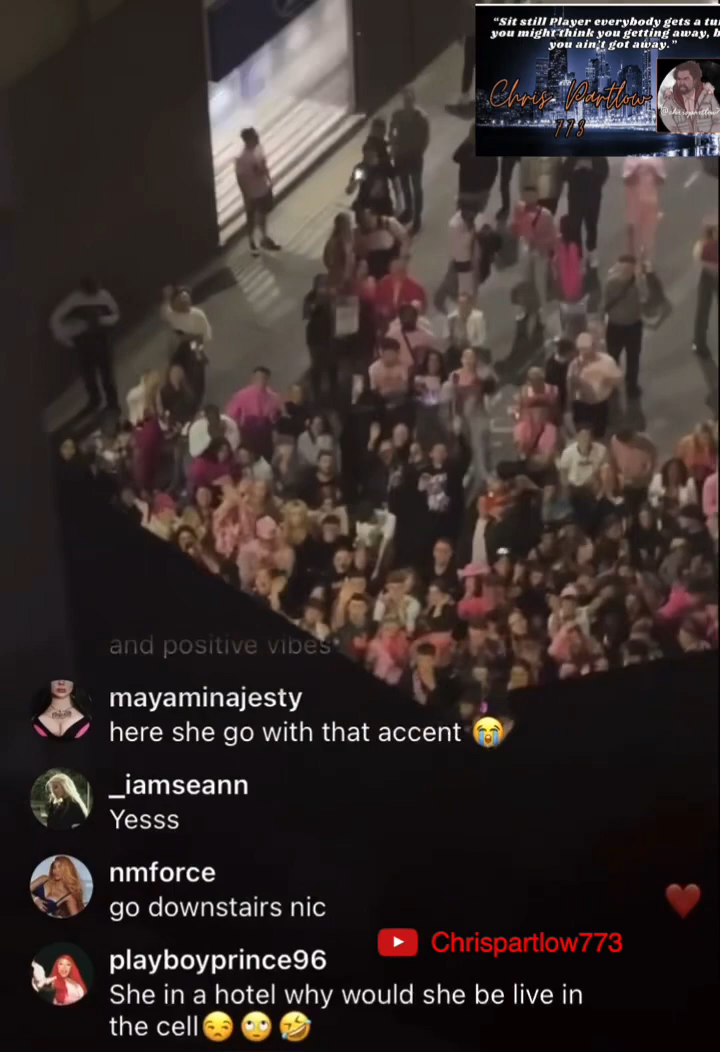 "Sit still Player everybody gets a
you might think you getting away,
you ain't got away."
Chris Partlow
773
and positive vibes
mayaminajesty
here she go with that accent 😭
_iamseann
Yesss
nmforce
go downstairs nic
Chrispartlow773
playboyprince96
She in a hotel why would she be live in
the cell😒🙄🤣